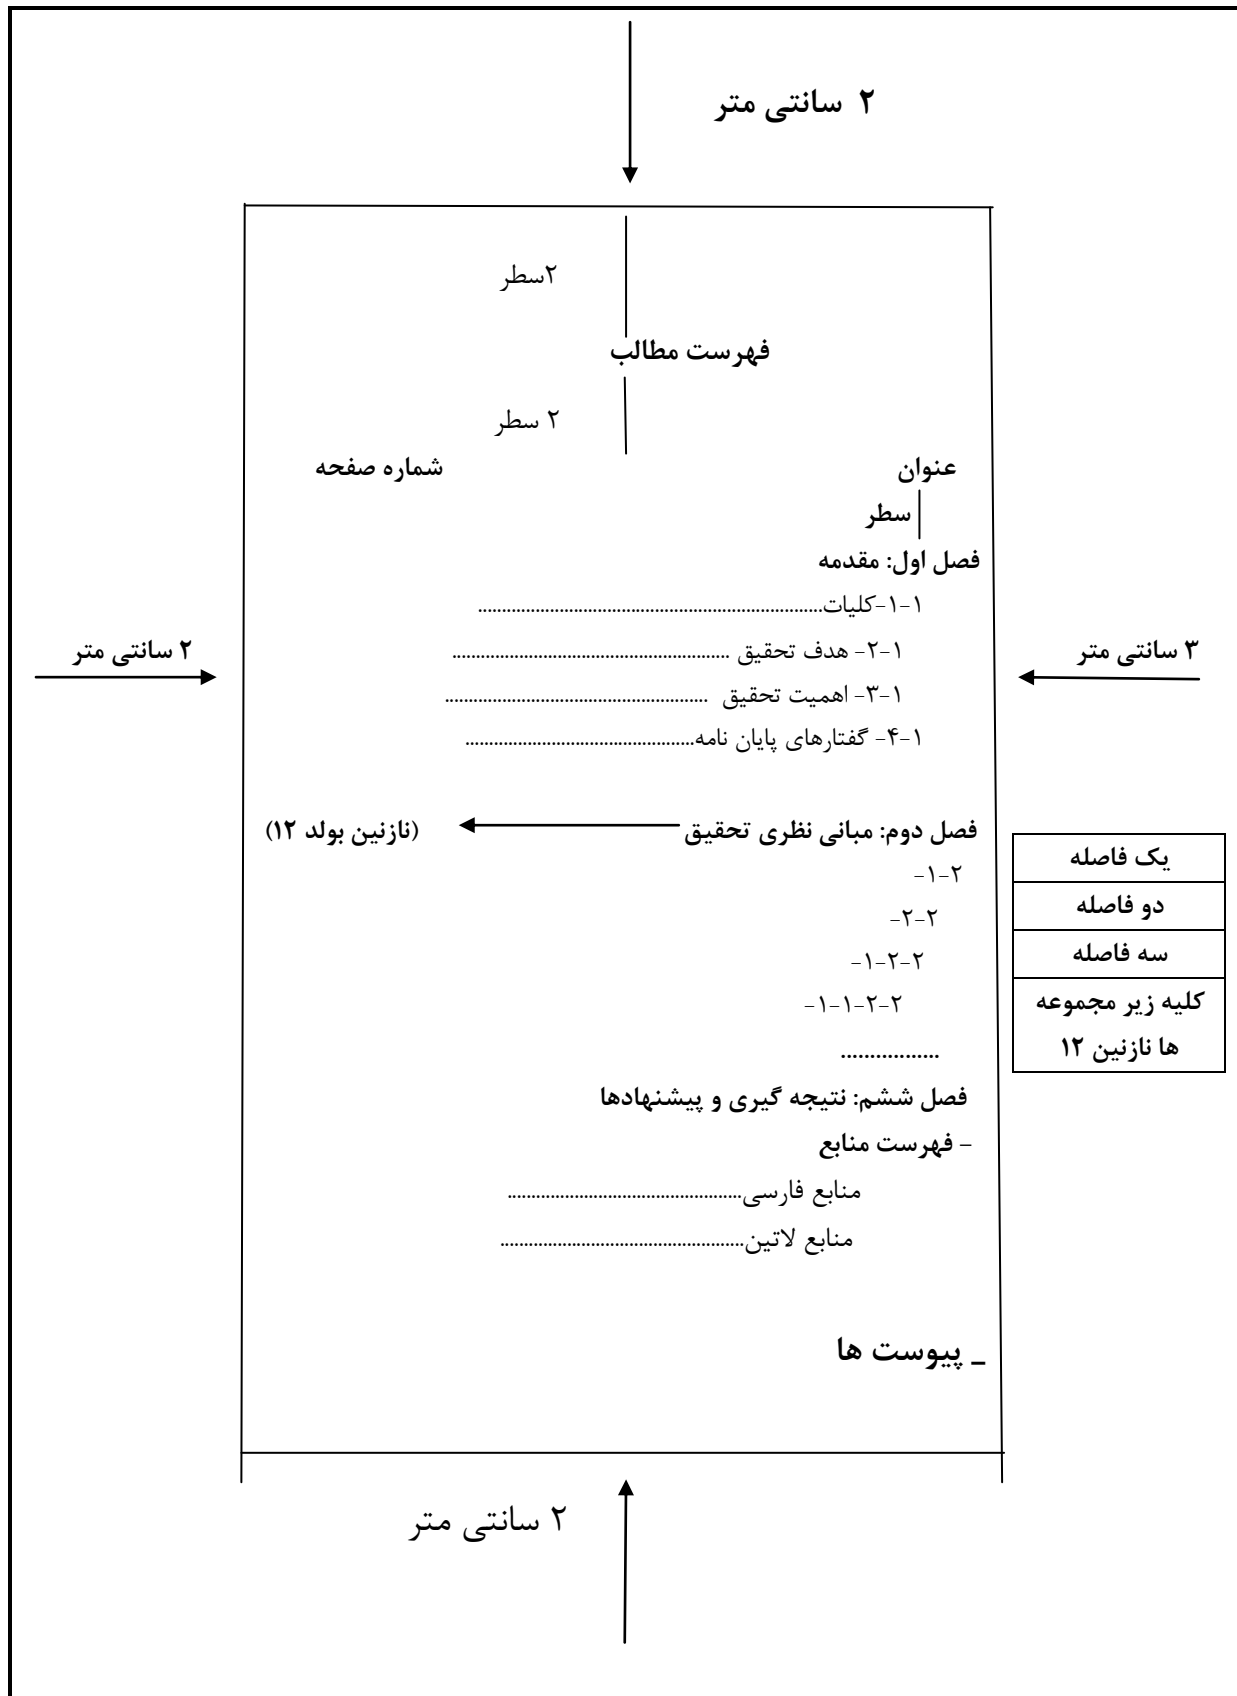 ۲ سانتی متر
۲سطر
فهرست مطالب
۲ سطر
عنوان شماره صفحه
سطر
فصل اول: مقدمه
۱-۱-کلیات........................................................................
۱-۲- هدف تحقیق ..........................................................
۱-۳- اهمیت تحقیق .......................................................
۱-۴- گفتارهای پایان نامه................................................
۳ سانتی متر
۲ سانتی متر
فصل دوم: مبانی نظری تحقیق (نازنین بولد ۱۲)
۲-۱-
۲-۲-
۲-۲-۱-
۲-۲-۱-۱-
.................
یک فاصله
دو فاصله
سه فاصله
کلیه زیر مجموعه
ها نازنین ۱۲
فصل ششم: نتیجه گیری و پیشنهادها
- فهرست منابع
منابع فارسی.................................................
منابع لاتین...................................................
_ پیوست ها
۲ سانتی متر